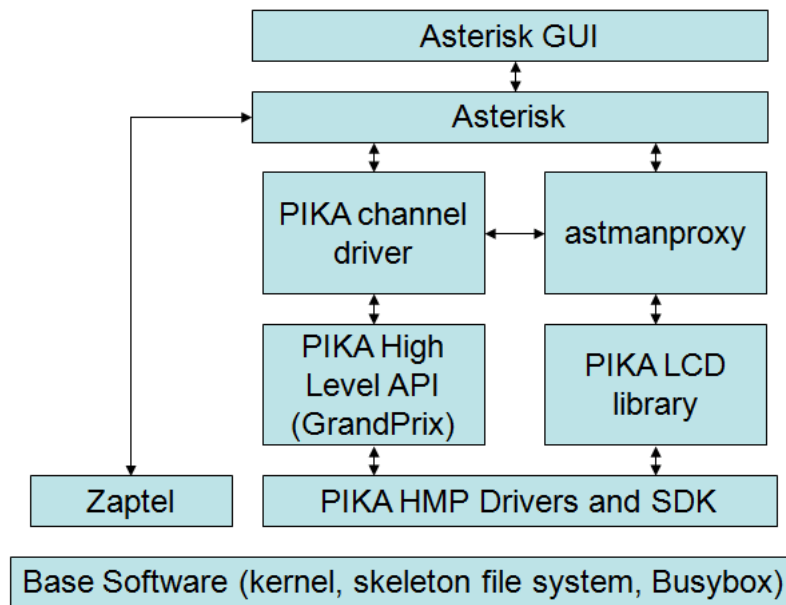 Asterisk GUI
Asterisk
PIKA channel
driver
astmanproxy
PIKA High
Level API
(GrandPrix)
PIKA LCD
library
Zaptel
PIKA HMP Drivers and SDK
Base Software (kernel, skeleton file system, Busybox)